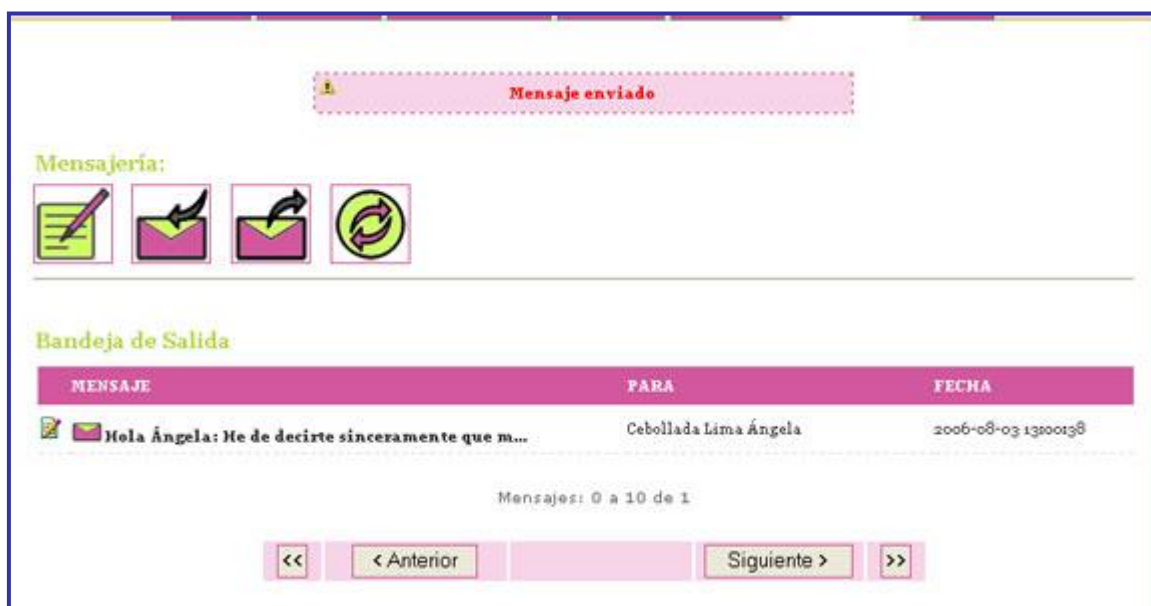 Mensaje enviado
Mensajería:
Bandeja de Salida
MENSAJE PARA FECHA
Hola Ángela: He de decirte sinceramente que m... Cebollada Lima Ángela 2006-08-03 13:00:38
Mensajes: 0 a 10 de 1
<< < Anterior Siguiente > >>